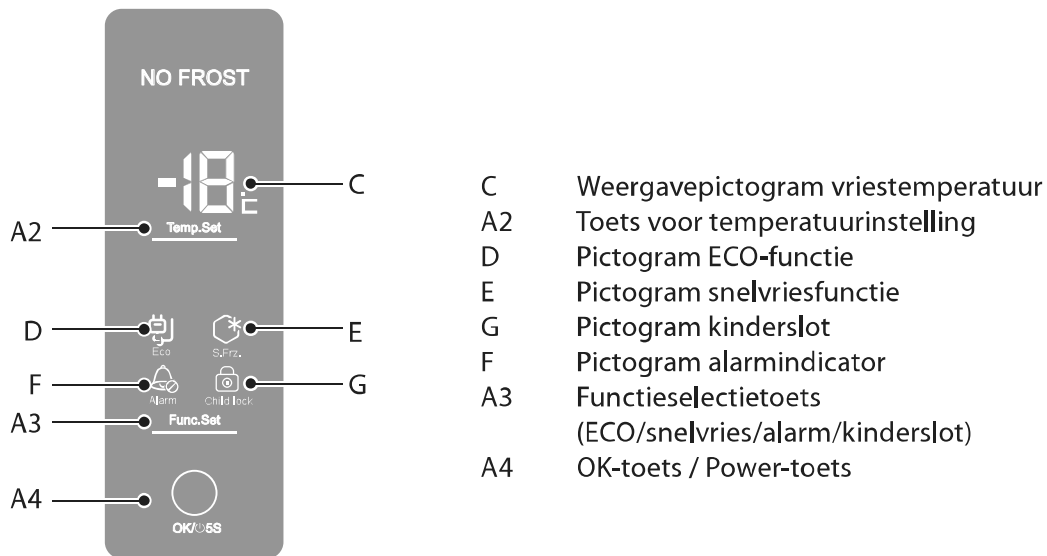 NO FROST
-18°C
C
Temp.Set
A2
D
Eco
S.Frz.
E
F
Alarm
Child lock
G
A3
Func.Set
A4
OK/⏻5S
C Weergavepictogram vriestemperatuur
A2 Toets voor temperatuurinstelling
D Pictogram ECO-functie
E Pictogram snelvriesfunctie
G Pictogram kinderslot
F Pictogram alarmindicator
A3 Functieselectietoets
(ECO/snelvries/alarm/kinderslot)
A4 OK-toets / Power-toets